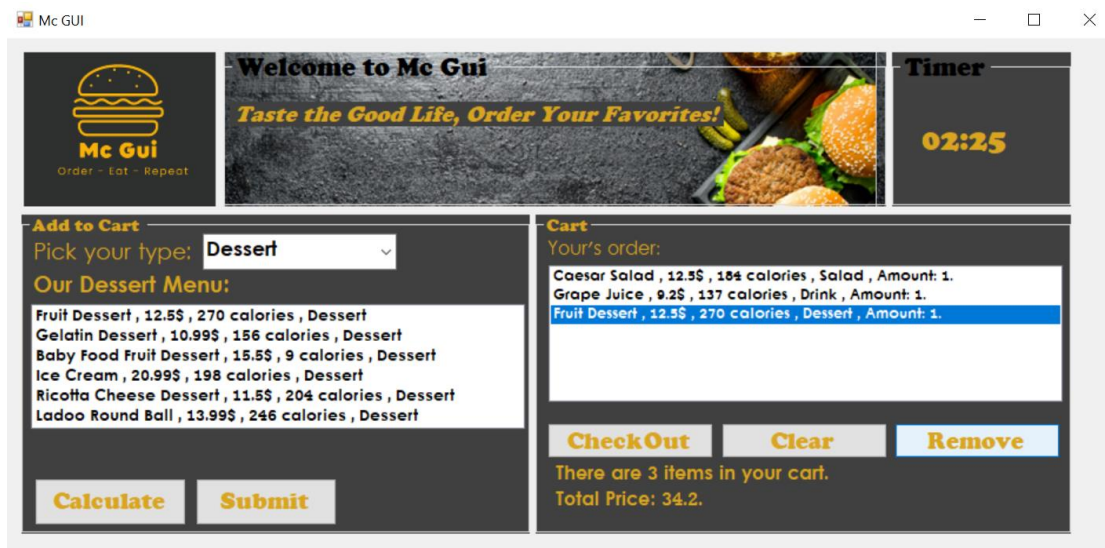 Mc GUI
Mc Gui
Order - Eat - Repeat
Welcome to Mc Gui
Taste the Good Life, Order Your Favorites!
Timer
02:25
Add to Cart
Pick your type: Dessert
Our Dessert Menu:
Fruit Dessert , 12.5$ , 270 calories , Dessert
Gelatin Dessert , 10.99$ , 156 calories , Dessert
Baby Food Fruit Dessert , 15.5$ , 9 calories , Dessert
Ice Cream , 20.99$ , 198 calories , Dessert
Ricotta Cheese Dessert , 11.5$ , 204 calories , Dessert
Ladoo Round Ball , 13.99$ , 246 calories , Dessert
Calculate Submit
Cart
Your's order:
Caesar Salad , 12.5$ , 184 calories , Salad , Amount: 1.
Grape Juice , 9.2$ , 137 calories , Drink , Amount: 1.
Fruit Dessert , 12.5$ , 270 calories , Dessert , Amount: 1.
CheckOut Clear Remove
There are 3 items in your cart.
Total Price: 34.2.